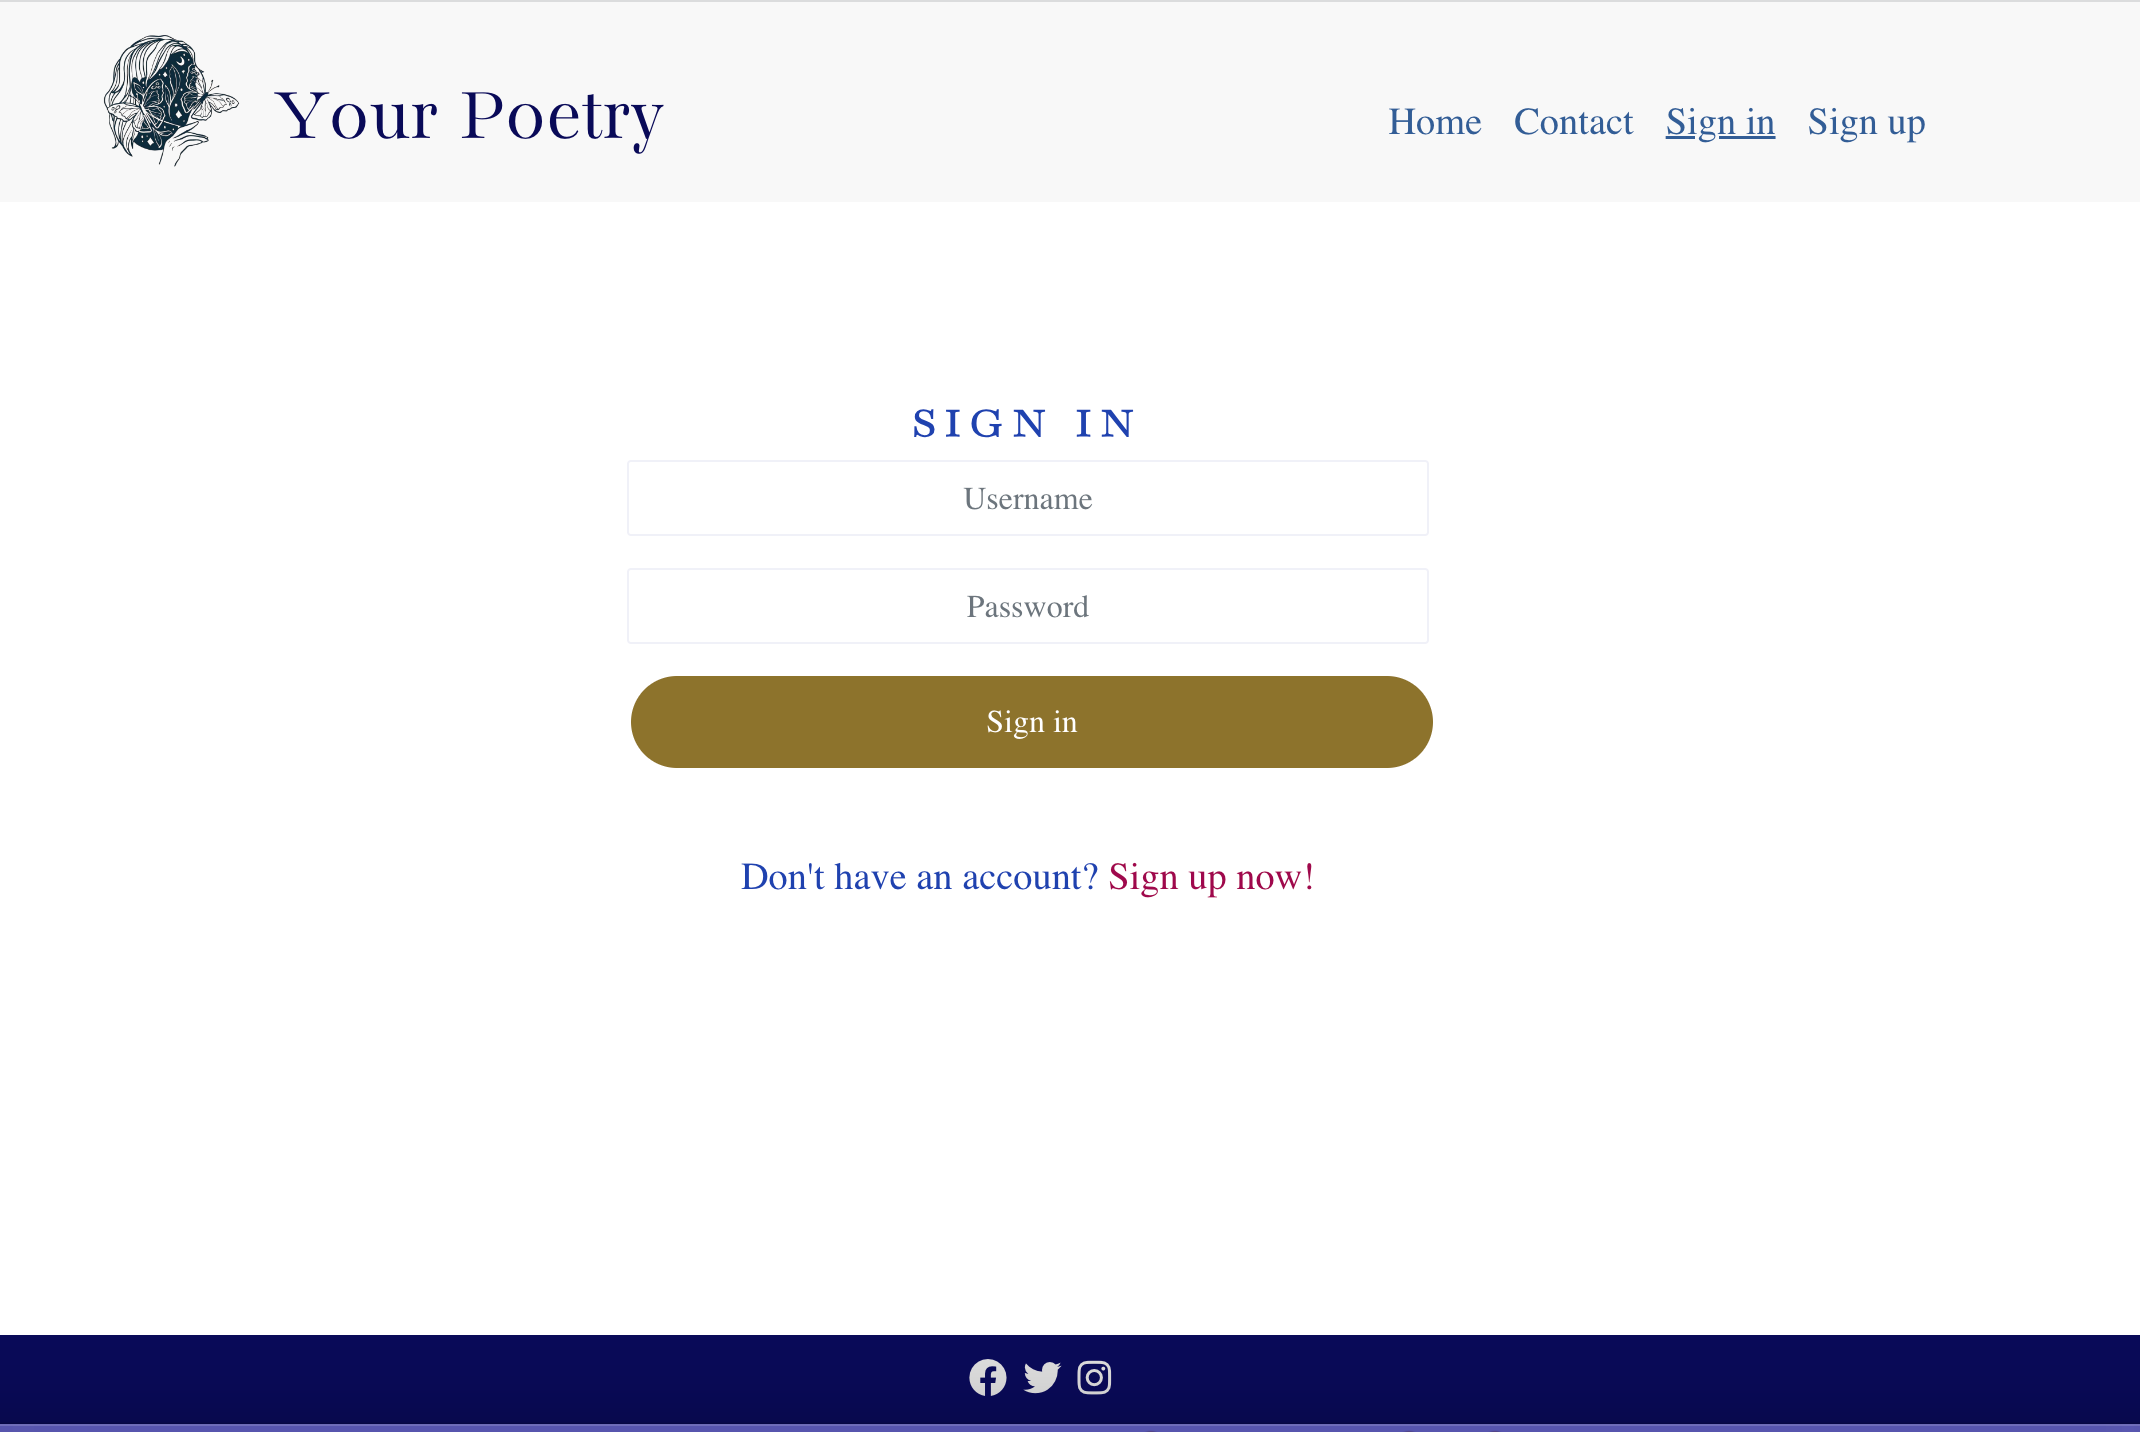 Your Poetry
Home Contact Sign in Sign up
SIGN IN
Username
Password
Sign in
Don't have an account? Sign up now!